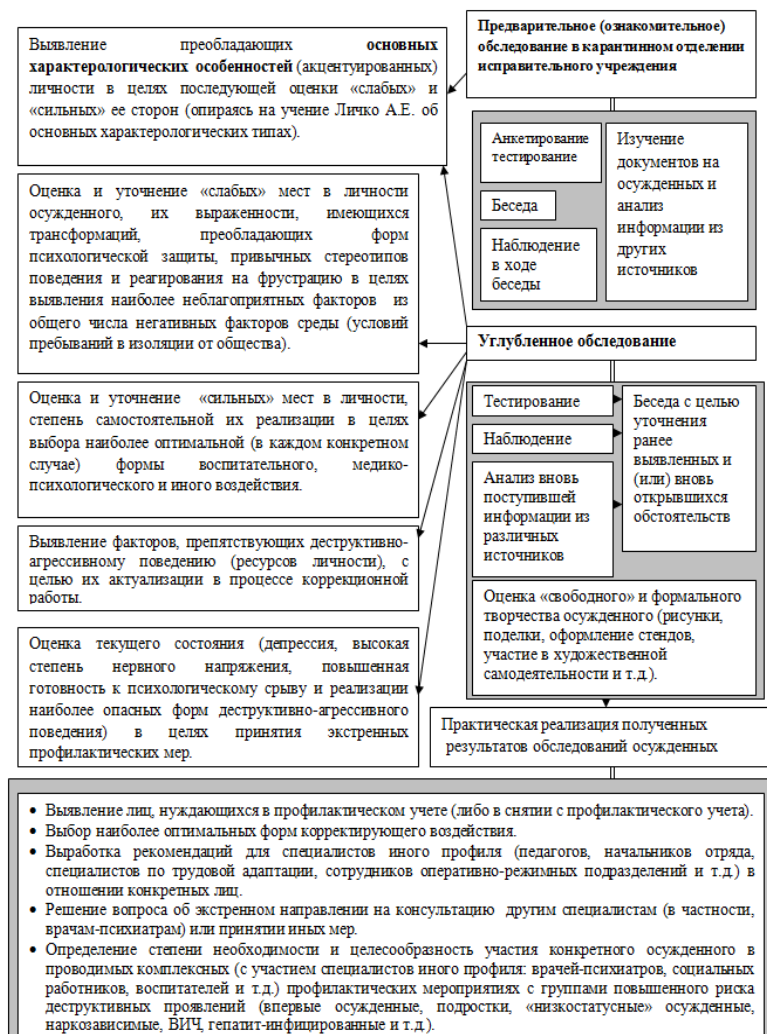 Выявление преобладающих основных
характерологических особенностей (акцентуированных)
личности в целях последующей оценки «слабых» и
«сильных» ее сторон (опираясь на учение Личко А.Е. об
основных характерологических типах).
Предварительное (ознакомительное)
обследование в карантинном отделении
исправительного учреждения
Анкетирование
тестирование
Беседа
Наблюдение
в ходе
беседы
Изучение
документов на
осужденных и
анализ
информации из
других
источников
Оценка и уточнение «слабых» мест в личности
осужденного, их выраженности, имеющихся
трансформаций, преобладающих форм
психологической защиты, привычных стереотипов
поведения и реагирования на фрустрацию в целях
выявления наиболее неблагоприятных факторов из
общего числа негативных факторов среды (условий
пребываний в изоляции от общества).
Углубленное обследование
Оценка и уточнение «сильных» мест в личности,
степень самостоятельной их реализации в целях
выбора наиболее оптимальной (в каждом конкретном
случае) формы воспитательного, медико-
психологического и иного воздействия.
Тестирование
Наблюдение
Анализ вновь
поступившей
информации из
различных
источников
Беседа с целью
уточнения
ранее
выявленных и
(или) вновь
открывшихся
обстоятельств
Выявление факторов, препятствующих деструктивно-
агрессивному поведению (ресурсов личности), с
целью их актуализации в процессе коррекционной
работы.
Оценка «свободного» и формального
творчества осужденного (рисунки,
поделки, оформление стендов,
участие в художественной
самодеятельности и т.д.).
Оценка текущего состояния (депрессия, высокая
степень нервного напряжения, повышенная
готовность к психологическому срыву и реализации
наиболее опасных форм деструктивно-агрессивного
поведения) в целях принятия экстренных
профилактических мер.
Практическая реализация полученных
результатов обследований осужденных
• Выявление лиц, нуждающихся в профилактическом учете (либо в снятии с профилактического учета).
• Выбор наиболее оптимальных форм корректирующего воздействия.
• Выработка рекомендаций для специалистов иного профиля (педагогов, начальников отряда,
специалистов по трудовой адаптации, сотрудников оперативно-режимных подразделений и т.д.) в
отношении конкретных лиц.
• Решение вопроса об экстренном направлении на консультацию другим специалистам (в частности,
врачам-психиатрам) или принятии иных мер.
• Определение степени необходимости и целесообразность участия конкретного осужденного в
проводимых комплексных (с участием специалистов иного профиля: врачей-психиатров, социальных
работников, воспитателей и т.д.) профилактических мероприятиях с группами повышенного риска
деструктивных проявлений (впервые осужденные, подростки, «низкостатусные» осужденные,
наркозависимые, ВИЧ, гепатит-инфицированные и т.д.).